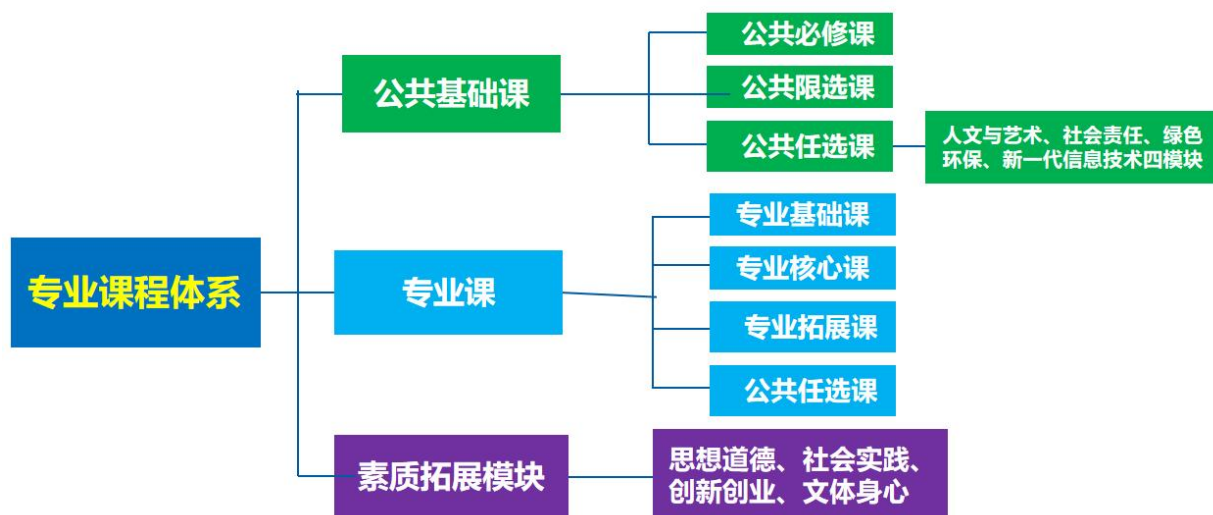 专业课程体系
公共基础课
公共必修课
公共限选课
公共任选课
人文与艺术、社会责任、绿色
环保、新一代信息技术四模块
专业课
专业基础课
专业核心课
专业拓展课
公共任选课
素质拓展模块
思想道德、社会实践、
创新创业、文体身心